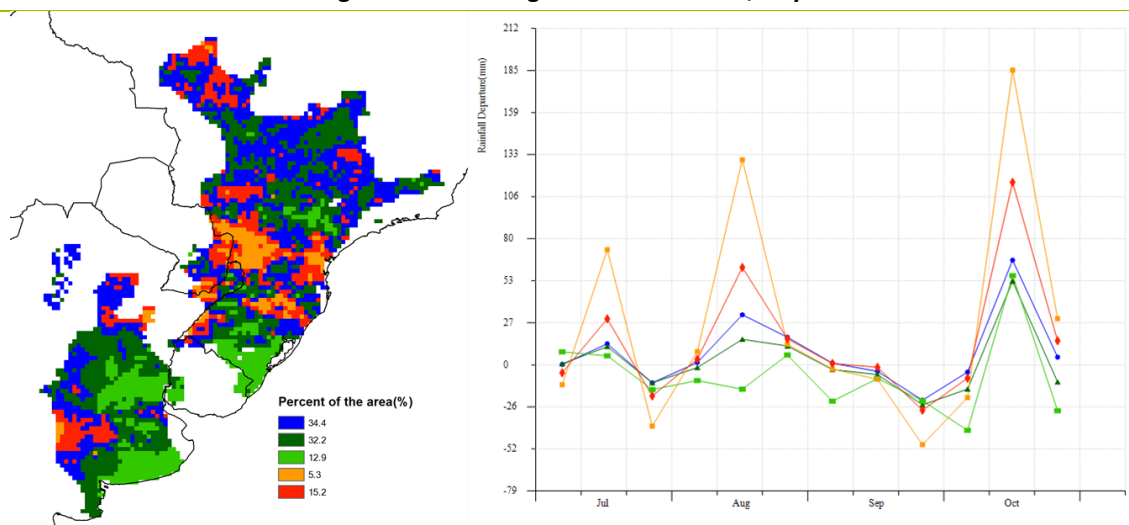 Percent of the area(%)
34.4
32.2
12.9
5.3
15.2
Rainfall Departure(mm)
212
185
159
133
106
80
53
27
0
-26
-52
-79
Jul
Aug
Sep
Oct